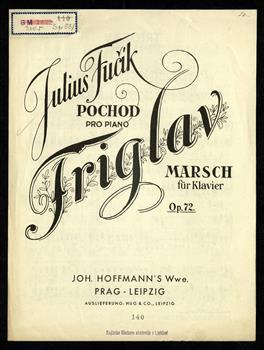 Julius Fučík
POCHOD
PRO PIANO
Triglav
MARSCH
für Klavier
Op.72.
JOH. HOFFMANN'S Wwe.
PRAG - LEIPZIG
AUSLIEFERUNG: HUG & CO., LEIPZIG
140